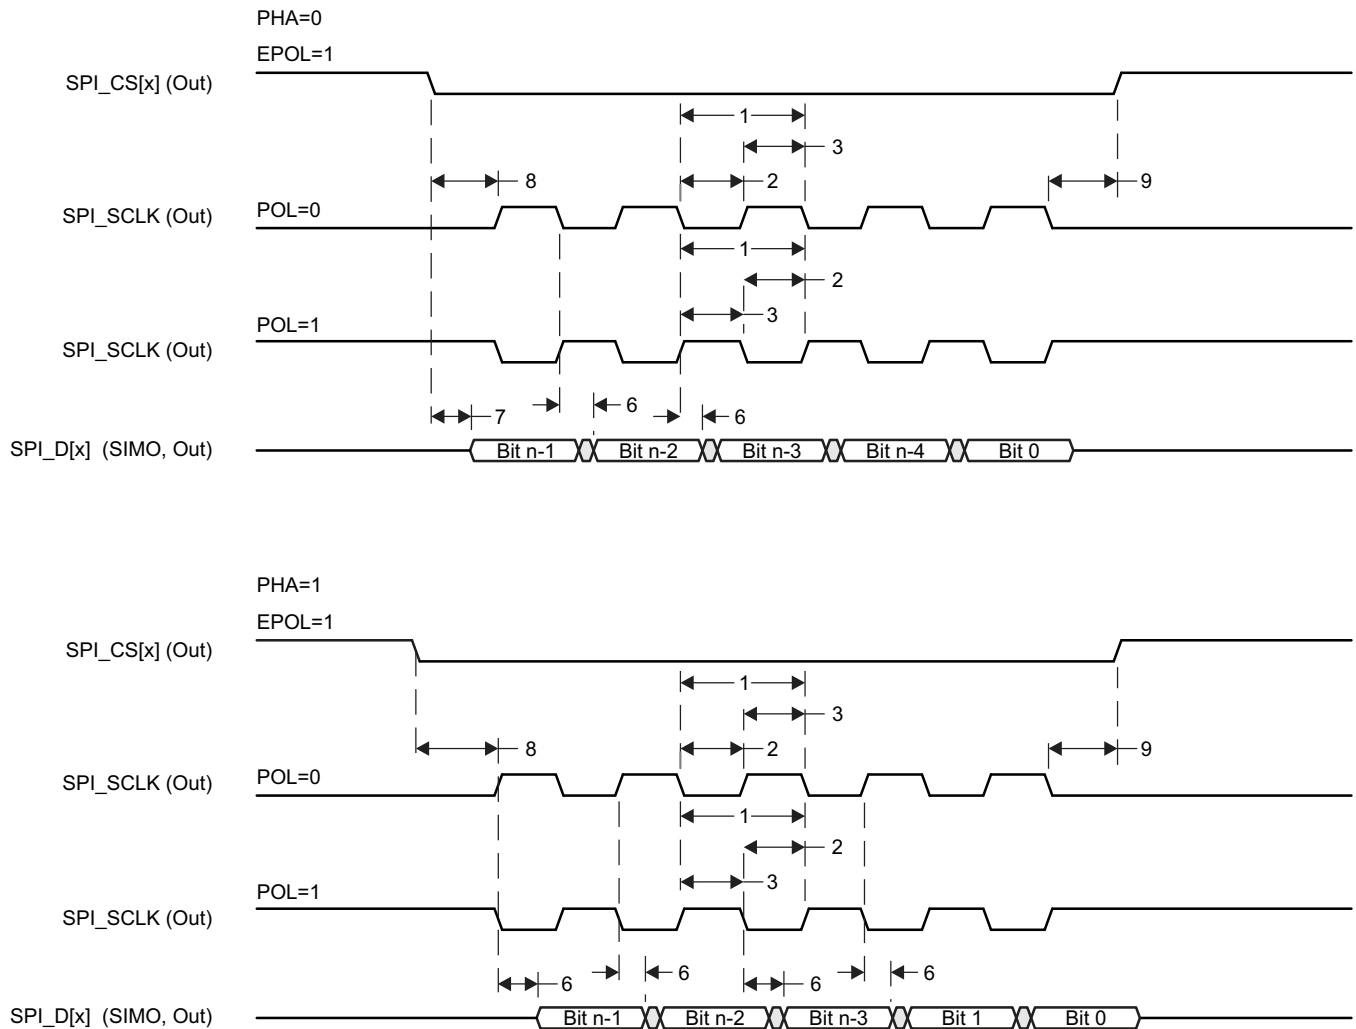 PHA=0
EPOL=1
SPI_CS[x] (Out)
1
3
8
2
9
SPI_SCLK (Out)
POL=0
1
2
3
POL=1
SPI_SCLK (Out)
7
6
6
SPI_D[x] (SIMO, Out)
Bit n-1
Bit n-2
Bit n-3
Bit n-4
Bit 0
PHA=1
EPOL=1
SPI_CS[x] (Out)
1
3
8
2
9
SPI_SCLK (Out)
POL=0
1
2
3
POL=1
SPI_SCLK (Out)
6
6
6
6
SPI_D[x] (SIMO, Out)
Bit n-1
Bit n-2
Bit n-3
Bit 1
Bit 0